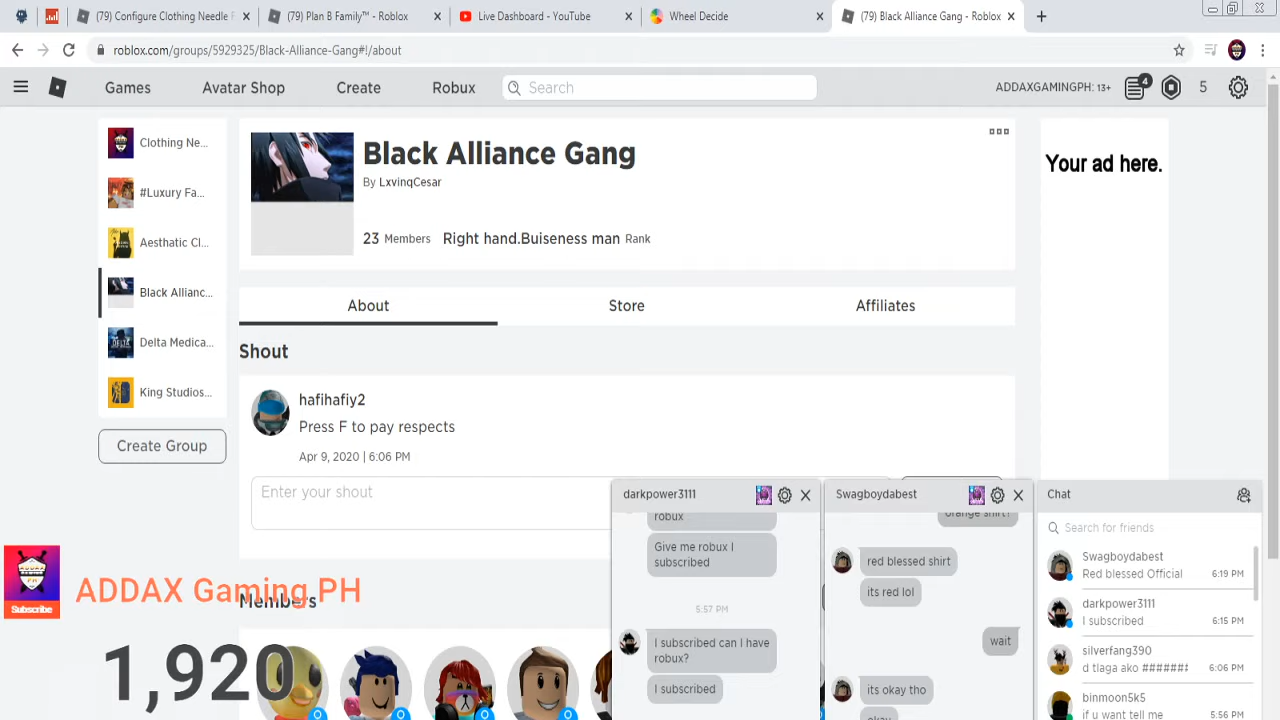 (79) Configure Clothing Needle F
(79) Plan B Family™ - Roblox
Live Dashboard - YouTube
Wheel Decide
(79) Black Alliance Gang - Roblox
roblox.com/groups/5929325/Black-Alliance-Gang#!/about
Games
Avatar Shop
Create
Robux
Search
ADDAXGAMINGPH: 13+
4
5
Clothing Ne...
#Luxury Fa...
Aesthatic Cl...
Black Allianc...
Delta Medica...
King Studios...
Create Group
Black Alliance Gang
By LxvinqCesar
23 Members
Right hand.Buiseness man Rank
Your ad here.
About
Store
Affiliates
Shout
hafihafiy2
Press F to pay respects
Apr 9, 2020 | 6:06 PM
Enter your shout
Members
Subscribe
ADDAX Gaming PH
1,920
darkpower3111
robux
Give me robux I
subscribed
5:57 PM
I subscribed can I have
robux?
I subscribed
Swagboydabest
orange shirt?
red blessed shirt
its red lol
wait
its okay tho
okay
Chat
Search for friends
Swagboydabest
Red blessed Official
6:19 PM
darkpower3111
I subscribed
6:15 PM
silverfang390
d tlaga ako #######
6:06 PM
binmoon5k5
if u want tell me
5:56 PM